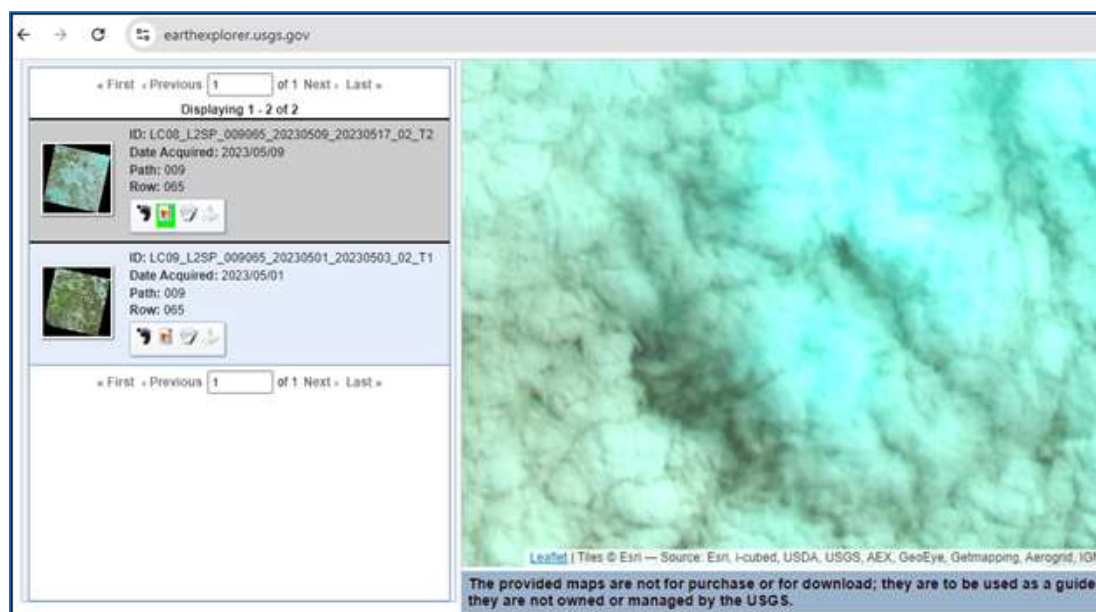 earthexplorer.usgs.gov
« First ‹ Previous 1 of 1 Next › Last »
Displaying 1 - 2 of 2
ID: LC08_L2SP_009065_20230509_20230517_02_T2
Date Acquired: 2023/05/09
Path: 009
Row: 065
ID: LC09_L2SP_009065_20230501_20230503_02_T1
Date Acquired: 2023/05/01
Path: 009
Row: 065
« First ‹ Previous 1 of 1 Next › Last »
Leaflet | Tiles © Esri — Source: Esri, i-cubed, USDA, USGS, AEX, GeoEye, Getmapping, Aerogrid, IGN
The provided maps are not for purchase or for download; they are to be used as a guide
they are not owned or managed by the USGS.